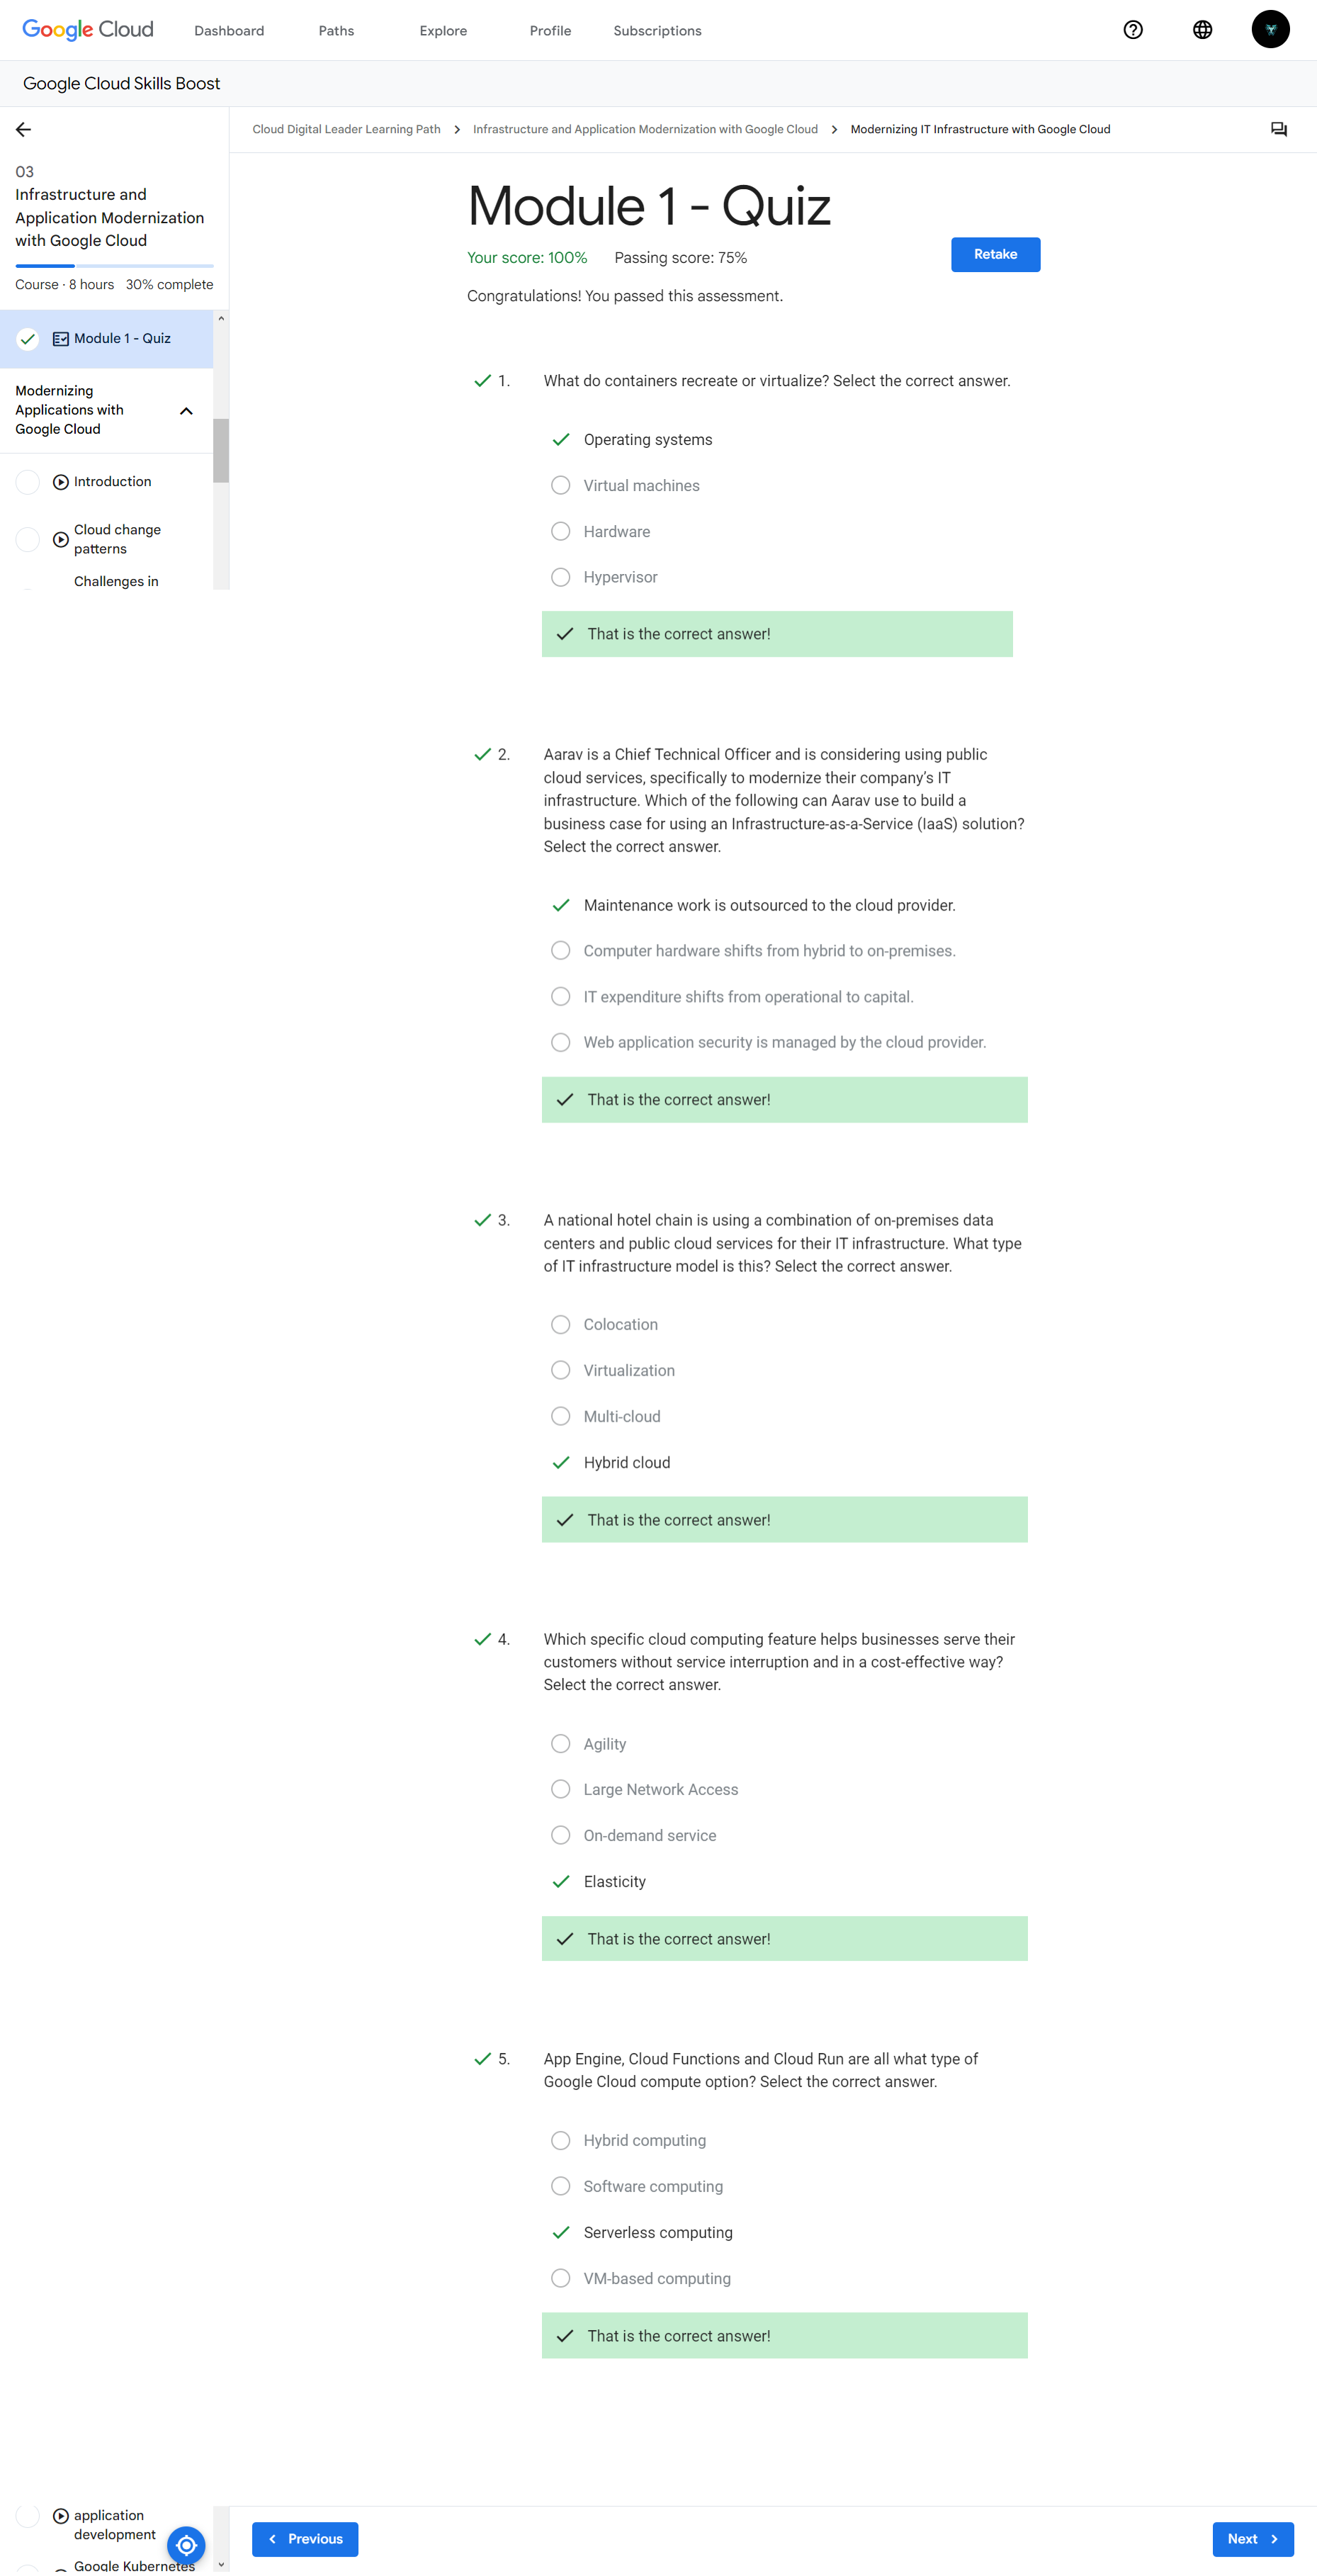 Google Cloud
Dashboard
Paths
Explore
Profile
Subscriptions
Google Cloud Skills Boost
03
Infrastructure and
Application Modernization
with Google Cloud
Course · 8 hours 30% complete
Module 1 - Quiz
Modernizing
Applications with
Google Cloud
Introduction
Cloud change
patterns
Challenges in
Cloud Digital Leader Learning Path > Infrastructure and Application Modernization with Google Cloud > Modernizing IT Infrastructure with Google Cloud
Module 1 - Quiz
Your score: 100% Passing score: 75%
Retake
Congratulations! You passed this assessment.
1. What do containers recreate or virtualize? Select the correct answer.
Operating systems
Virtual machines
Hardware
Hypervisor
That is the correct answer!
2. Aarav is a Chief Technical Officer and is considering using public
cloud services, specifically to modernize their company’s IT
infrastructure. Which of the following can Aarav use to build a
business case for using an Infrastructure-as-a-Service (IaaS) solution?
Select the correct answer.
Maintenance work is outsourced to the cloud provider.
Computer hardware shifts from hybrid to on-premises.
IT expenditure shifts from operational to capital.
Web application security is managed by the cloud provider.
That is the correct answer!
3. A national hotel chain is using a combination of on-premises data
centers and public cloud services for their IT infrastructure. What type
of IT infrastructure model is this? Select the correct answer.
Colocation
Virtualization
Multi-cloud
Hybrid cloud
That is the correct answer!
4. Which specific cloud computing feature helps businesses serve their
customers without service interruption and in a cost-effective way?
Select the correct answer.
Agility
Large Network Access
On-demand service
Elasticity
That is the correct answer!
5. App Engine, Cloud Functions and Cloud Run are all what type of
Google Cloud compute option? Select the correct answer.
Hybrid computing
Software computing
Serverless computing
VM-based computing
That is the correct answer!
application
development
Google Kubernetes
Previous
Next